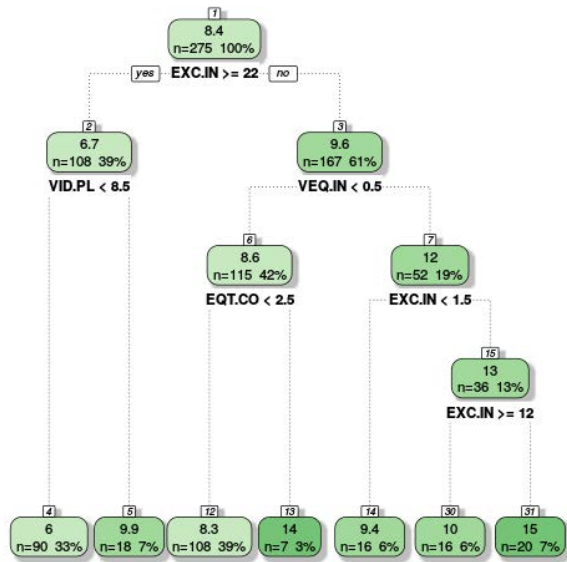 1
8.4
n=275 100%
yes EXC.IN >= 22 no
2
6.7
n=108 39%
VID.PL < 8.5
3
9.6
n=167 61%
VEQ.IN < 0.5
6
8.6
n=115 42%
EQT.CO < 2.5
7
12
n=52 19%
EXC.IN < 1.5
15
13
n=36 13%
EXC.IN >= 12
4
6
n=90 33%
5
9.9
n=18 7%
12
8.3
n=108 39%
13
14
n=7 3%
14
9.4
n=16 6%
30
10
n=16 6%
31
15
n=20 7%